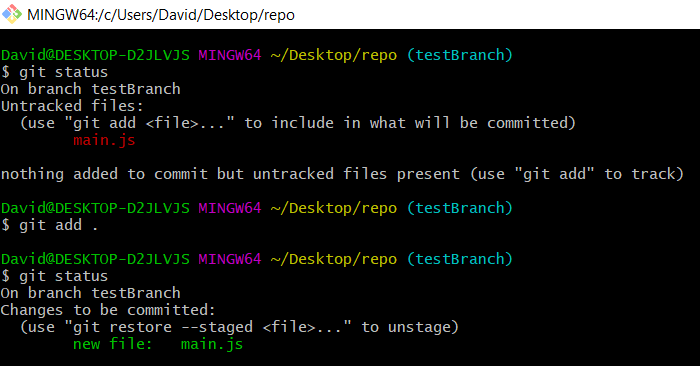 MINGW64:/c/Users/David/Desktop/repo
David@DESKTOP-D2JLVJS MINGW64 ~/Desktop/repo (testBranch)
$ git status
On branch testBranch
Untracked files:
  (use "git add <file>..." to include in what will be committed)
        main.js

nothing added to commit but untracked files present (use "git add" to track)

David@DESKTOP-D2JLVJS MINGW64 ~/Desktop/repo (testBranch)
$ git add .

David@DESKTOP-D2JLVJS MINGW64 ~/Desktop/repo (testBranch)
$ git status
On branch testBranch
Changes to be committed:
  (use "git restore --staged <file>..." to unstage)
        new file:   main.js